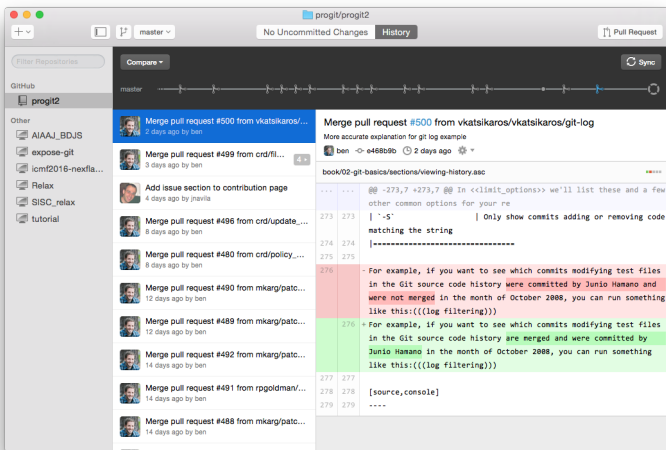 progit/progit2
master
No Uncommitted Changes
History
Pull Request
Filter Repositories
Compare
Sync
master
GitHub
progit2
Other
AIAAJ_BDJS
expose-git
icmf2016-nexfla...
Relax
SISC_relax
tutorial
Merge pull request #500 from vkatsikaros/...
2 days ago by ben
Merge pull request #499 from crd/fil...
3 days ago by ben
4
Add issue section to contribution page
4 days ago by jnavila
Merge pull request #496 from crd/update_...
8 days ago by ben
Merge pull request #480 from crd/policy_...
8 days ago by ben
Merge pull request #490 from mkarg/patc...
12 days ago by ben
Merge pull request #489 from mkarg/patc...
12 days ago by ben
Merge pull request #492 from mkarg/patc...
14 days ago by ben
Merge pull request #491 from rpgoldman/...
14 days ago by ben
Merge pull request #488 from mkarg/patc...
14 days ago by ben
Merge pull request #500 from vkatsikaros/git-log
More accurate explanation for git log example
ben e468b9b 2 days ago
book/02-git-basics/sections/viewing-history.asc
... ... @@ -273,7 +273,7 @@ In <<limit_options>> we'll list these and a few
other common options for your re
273 273 | `-S` | Only show commits adding or removing code
matching the string
274 274 |================================
275 275
276 - For example, if you want to see which commits modifying test files
in the Git source code history were committed by Junio Hamano and
were not merged in the month of October 2008, you can run something
like this:(((log filtering)))
276 + For example, if you want to see which commits modifying test files
in the Git source code history are merged and were committed by
Junio Hamano in the month of October 2008, you can run something
like this:(((log filtering)))
277 277
278 278 [source,console]
279 279 ----